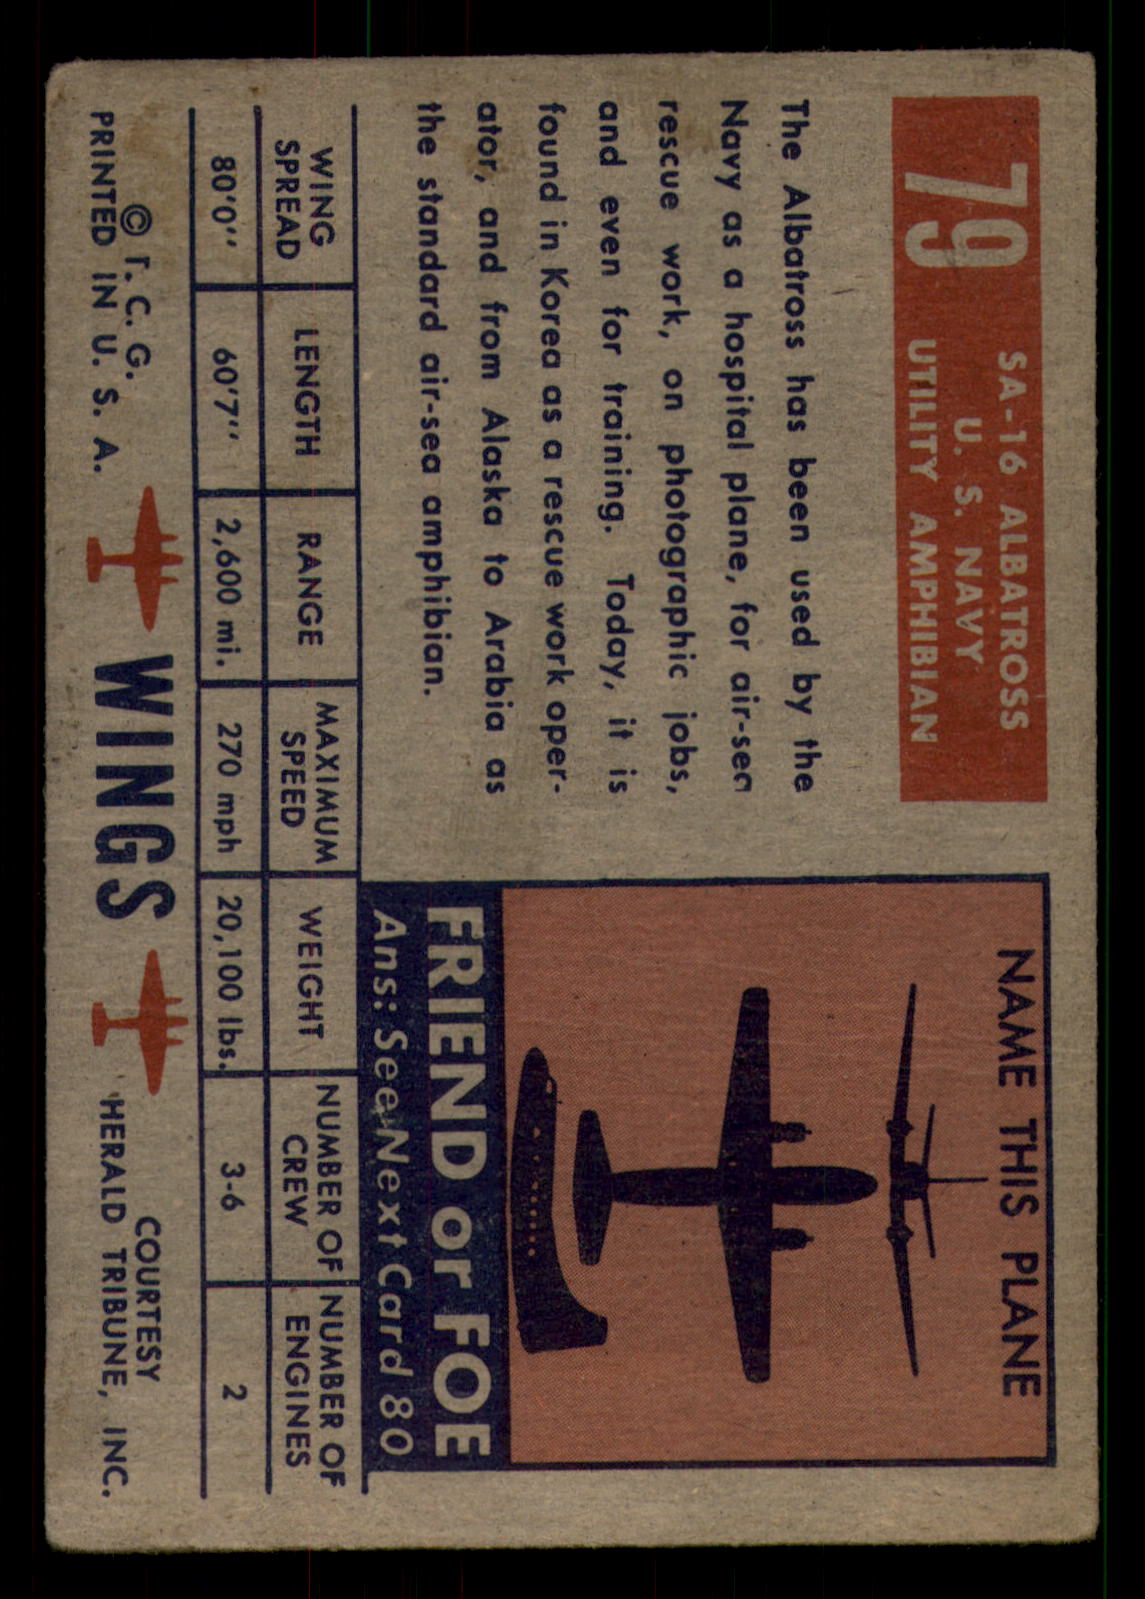 79
SA-16 ALBATROSS
U. S. NAVY
UTILITY AMPHIBIAN
The Albatross has been used by the
Navy as a hospital plane, for air-sea
rescue work, on photographic jobs,
and even for training. Today, it is
found in Korea as a rescue work oper-
ator, and from Alaska to Arabia as
the standard air-sea amphibian.
NAME THIS PLANE
FRIEND or FOE
Ans: See Next Card 80
WING SPREAD
LENGTH
RANGE
MAXIMUM SPEED
WEIGHT
NUMBER OF CREW
NUMBER OF ENGINES
80'0''
60'7''
2,600 mi.
270 mph
20,100 lbs.
3-6
2
© T. C. G.
PRINTED IN U. S. A.
WINGS
COURTESY
HERALD TRIBUNE, INC.